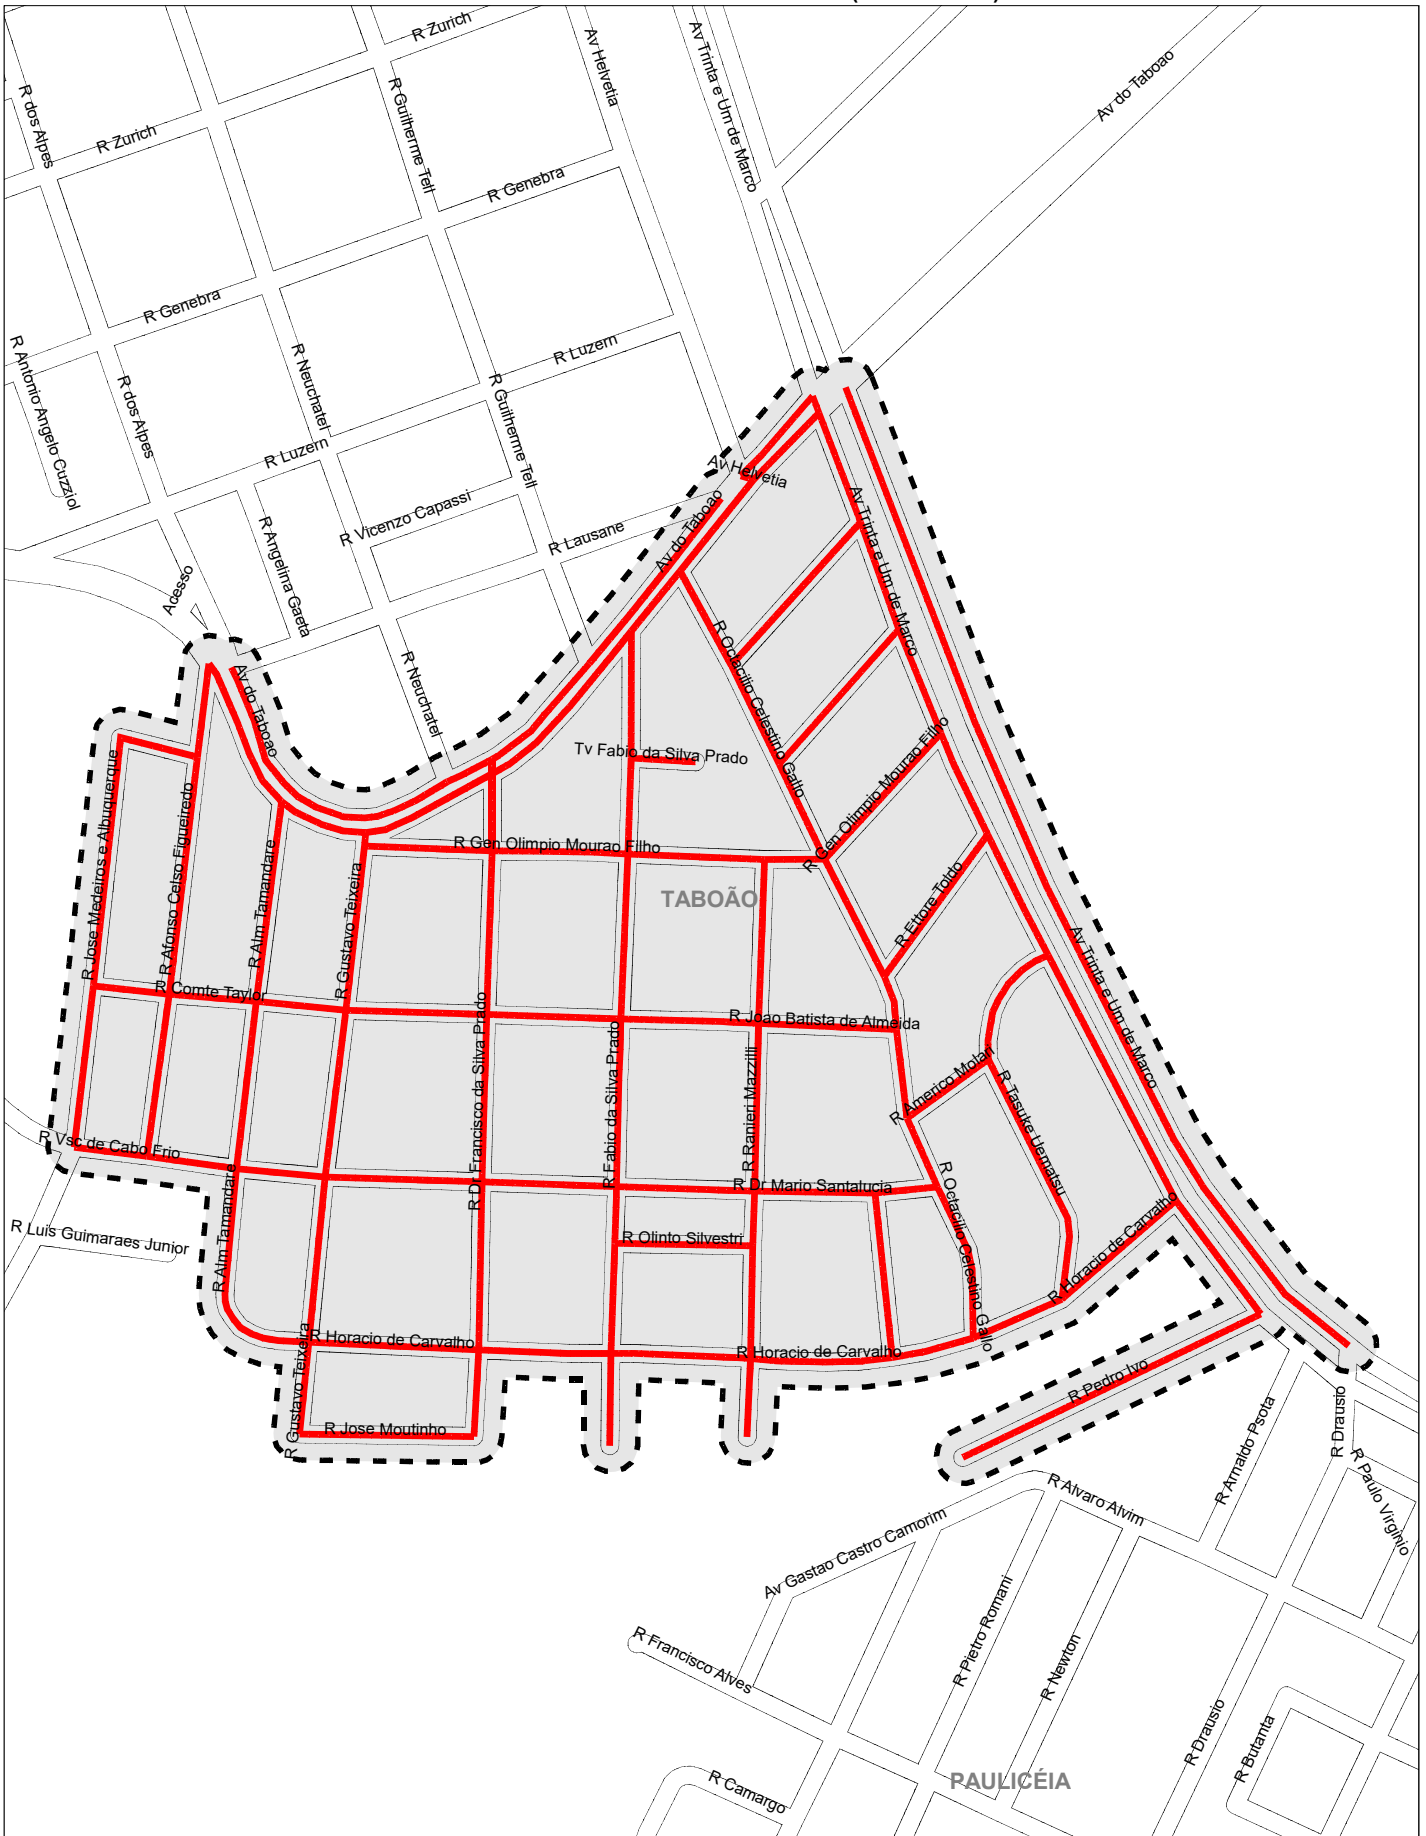 R Zurich
Av Helvetia
Av Trinta e Um de Marco
Av do Taboao
R dos Alpes
R Zurich
R Guilherme Tell
R Genebra
R Genebra
R Antonio Angelo Cuzziol
R dos Alpes
R Neuchatel
R Luzern
R Guilherme Tell
R Luzern
Av Helvetia
R Vicenzo Capassi
R Lausane
Av do Taboao
Av Trinta e Um de Marco
R Angelina Gaeta
Acesso
R Neuchatel
Av do Taboao
R Octacilio Celestino Gallo
Tv Fabio da Silva Prado
R Gen Olimpio Mourao Filho
R Jose Medeiros e Albuquerque
R Afonso Celso Figueiredo
R Alm Tamandare
R Gustavo Teixeira
R Gen Olimpio Mourao Filho
TABOÃO
R Ettore Toldo
Av Trinta e Um de Marco
R Comte Taylor
R Joao Batista de Almeida
R Dr Francisco da Silva Prado
R Fabio da Silva Prado
R Ranieri Mazzilli
R Americo Molan
R Tasuke Uematsu
R Vsc de Cabo Frio
R Dr Mario Santalucia
R Octacilio Celestino Gallo
R Luis Guimaraes Junior
R Alm Tamandare
R Olinto Silvestri
R Horacio de Carvalho
R Horacio de Carvalho
R Horacio de Carvalho
R Gustavo Teixeira
R Jose Moutinho
R Pedro Ivo
R Arnaldo Psota
R Drausio
R Paulo Virginio
R Alvaro Alvim
Av Gastao Castro Camorim
R Francisco Alves
R Pietro Romani
R Newton
R Drausio
R Butanta
R Camargo
PAULICÉIA